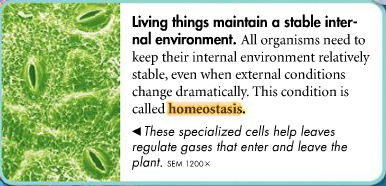 Living things maintain a stable inter-
nal environment. All organisms need to
keep their internal environment relatively
stable, even when external conditions
change dramatically. This condition is
called homeostasis.
◄ These specialized cells help leaves
regulate gases that enter and leave the
plant. SEM 1200×